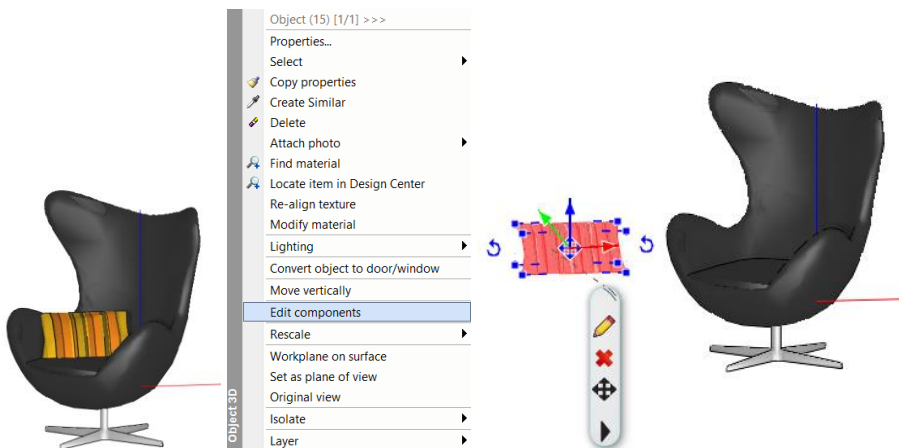 Object (15) [1/1] >>>
Properties...
Select
Copy properties
Create Similar
Delete
Attach photo
Find material
Locate item in Design Center
Re-align texture
Modify material
Lighting
Convert object to door/window
Move vertically
Edit components
Rescale
Workplane on surface
Set as plane of view
Original view
Isolate
Layer
Object 3D